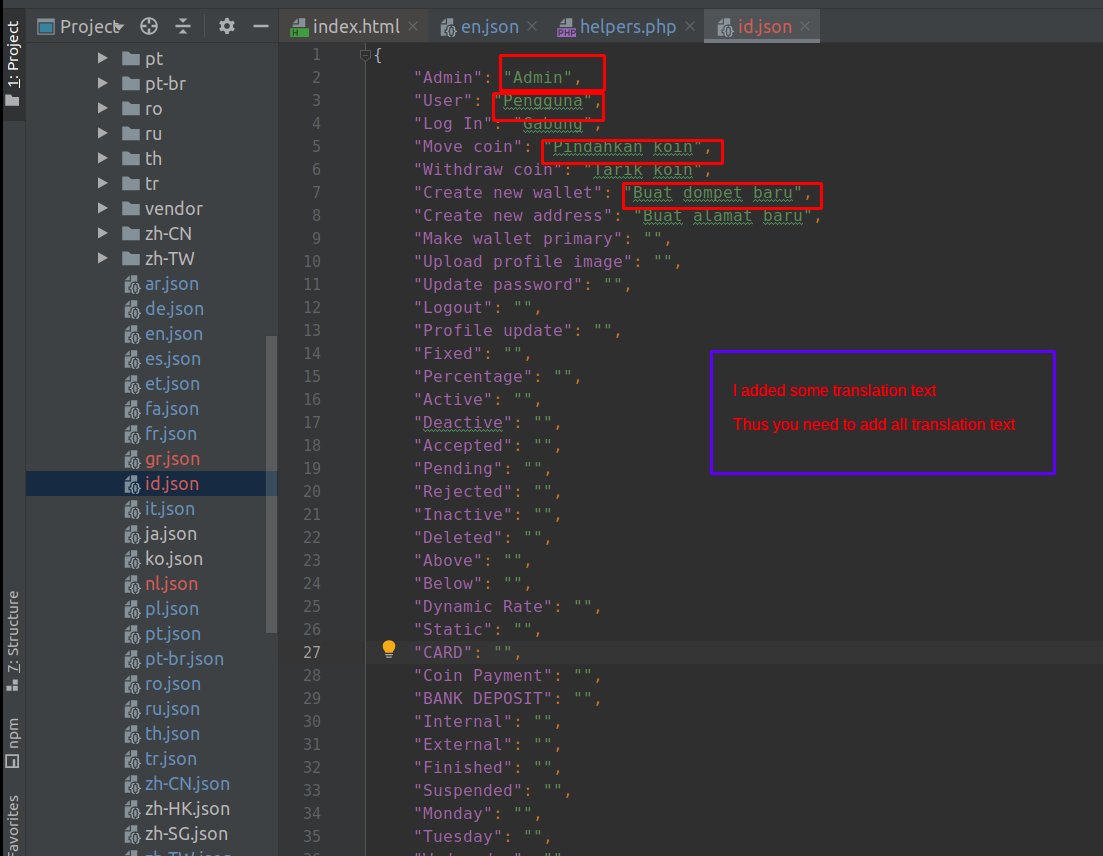 1: Project
Project
index.html
en.json
helpers.php
id.json
pt
pt-br
ro
ru
th
tr
vendor
zh-CN
zh-TW
ar.json
de.json
en.json
es.json
et.json
fa.json
fr.json
gr.json
id.json
it.json
ja.json
ko.json
nl.json
pl.json
pt.json
pt-br.json
ro.json
ru.json
th.json
tr.json
zh-CN.json
zh-HK.json
zh-SG.json
zh-TW.json
7: Structure
npm
Favorites
1 {
2 "Admin": "Admin",
3 "User": "Pengguna",
4 "Log In": "Gabung",
5 "Move coin": "Pindahkan koin",
6 "Withdraw coin": "Tarik koin",
7 "Create new wallet": "Buat dompet baru",
8 "Create new address": "Buat alamat baru",
9 "Make wallet primary": "",
10 "Upload profile image": "",
11 "Update password": "",
12 "Logout": "",
13 "Profile update": "",
14 "Fixed": "",
15 "Percentage": "",
16 "Active": "",
17 "Deactive": "",
18 "Accepted": "",
19 "Pending": "",
20 "Rejected": "",
21 "Inactive": "",
22 "Deleted": "",
23 "Above": "",
24 "Below": "",
25 "Dynamic Rate": "",
26 "Static": "",
27 "CARD": "",
28 "Coin Payment": "",
29 "BANK DEPOSIT": "",
30 "Internal": "",
31 "External": "",
32 "Finished": "",
33 "Suspended": "",
34 "Monday": "",
35 "Tuesday": "",
I added some translation text
Thus you need to add all translation text